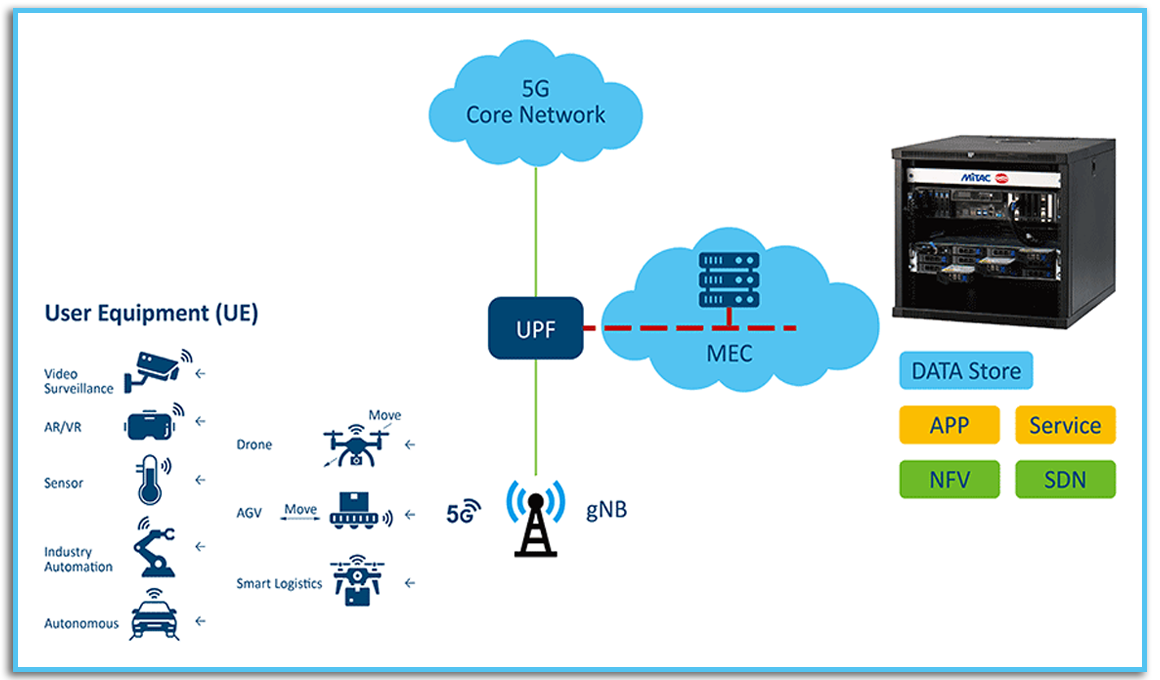 5G
Core Network
MiTAC
User Equipment (UE)
UPF
MEC
Video
Surveillance
AR/VR
Sensor
Industry
Automation
Autonomous
Drone
Move
AGV
Move
Smart Logistics
5G
gNB
DATA Store
APP
Service
NFV
SDN